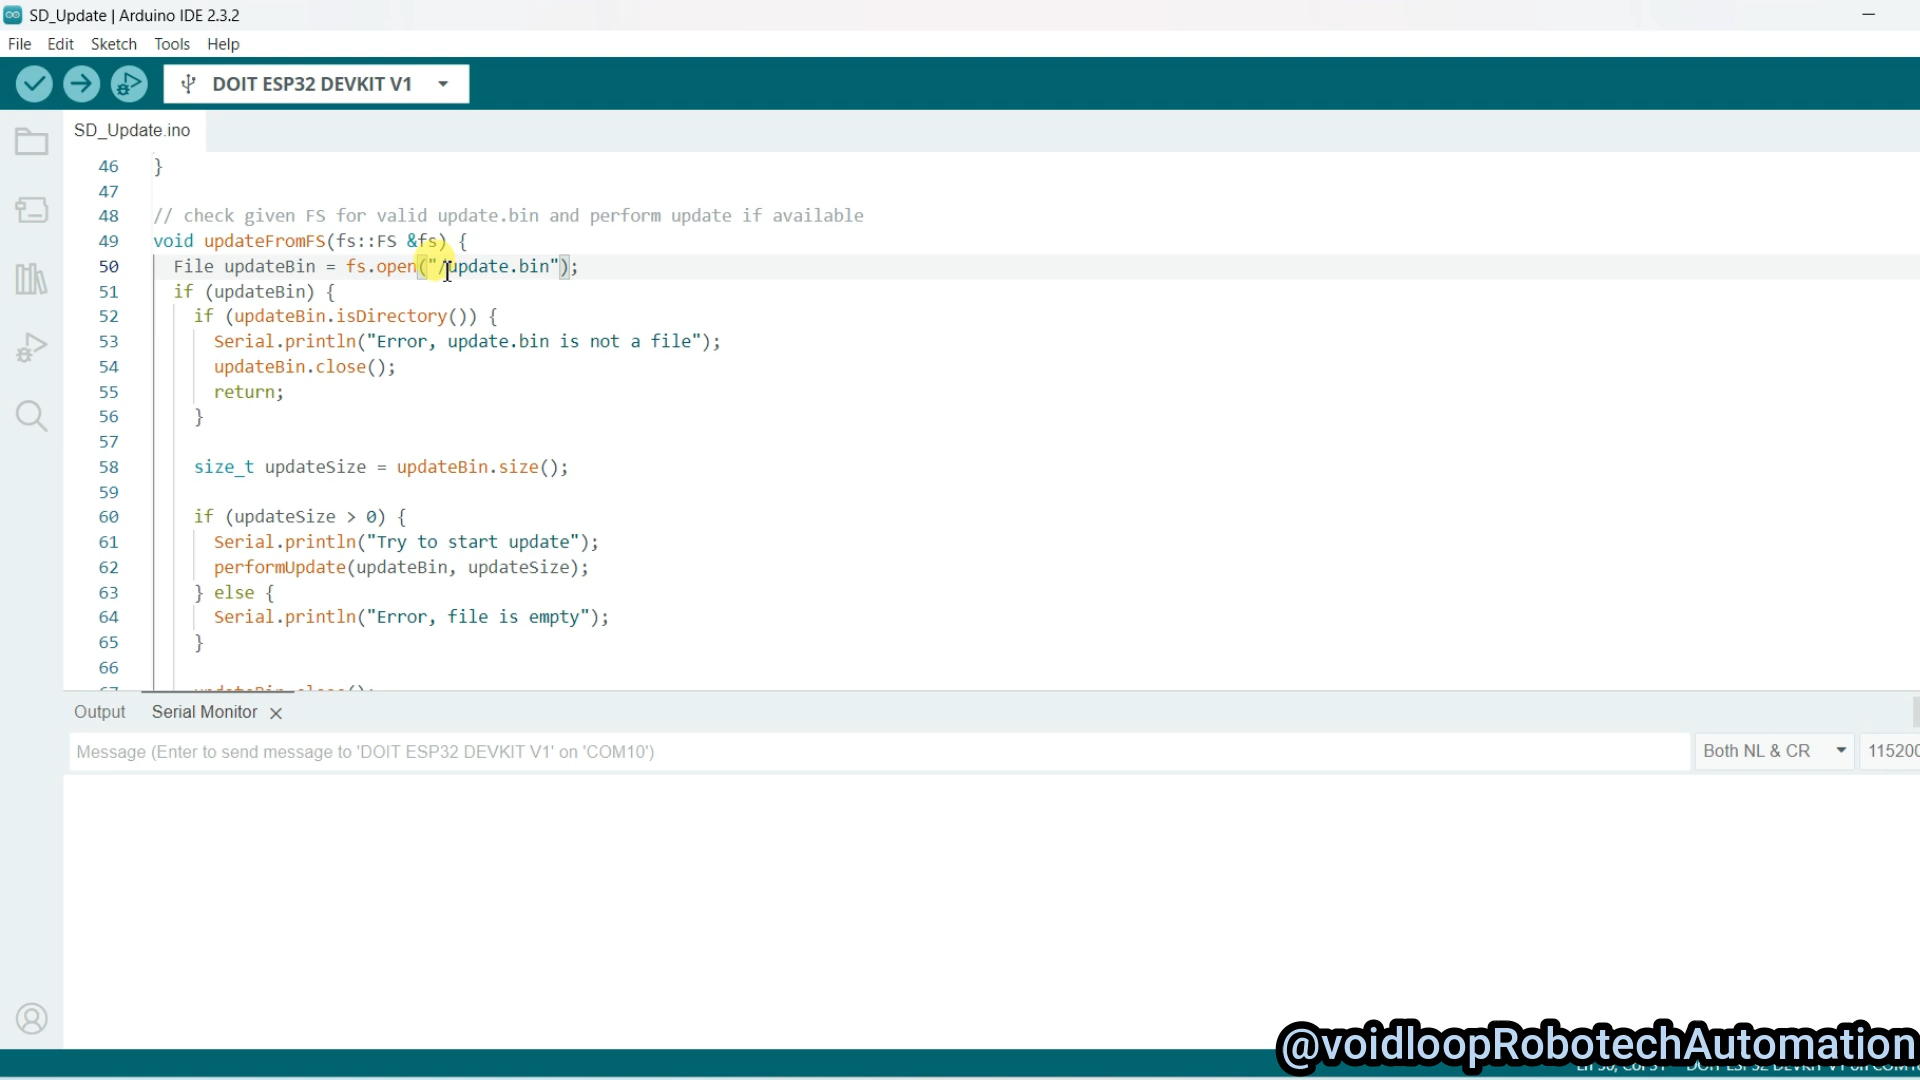 SD_Update | Arduino IDE 2.3.2
File Edit Sketch Tools Help
DOIT ESP32 DEVKIT V1
SD_Update.ino
46 }
47
48 // check given FS for valid update.bin and perform update if available
49 void updateFromFS(fs::FS &fs) {
50 File updateBin = fs.open("/update.bin");
51 if (updateBin) {
52 if (updateBin.isDirectory()) {
53 Serial.println("Error, update.bin is not a file");
54 updateBin.close();
55 return;
56 }
57
58 size_t updateSize = updateBin.size();
59
60 if (updateSize > 0) {
61 Serial.println("Try to start update");
62 performUpdate(updateBin, updateSize);
63 } else {
64 Serial.println("Error, file is empty");
65 }
66
67 updateBin.close();
Output Serial Monitor
Message (Enter to send message to 'DOIT ESP32 DEVKIT V1' on 'COM10')
Both NL & CR
115200
@voidloopRobotechAutomation